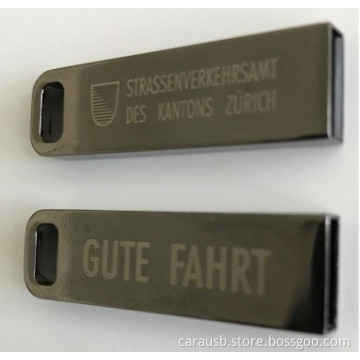 STRASSENVERKEHRSAMT
DES KANTONS ZÜRICH
GUTE FAHRT
carausb.store.bossgoo.com